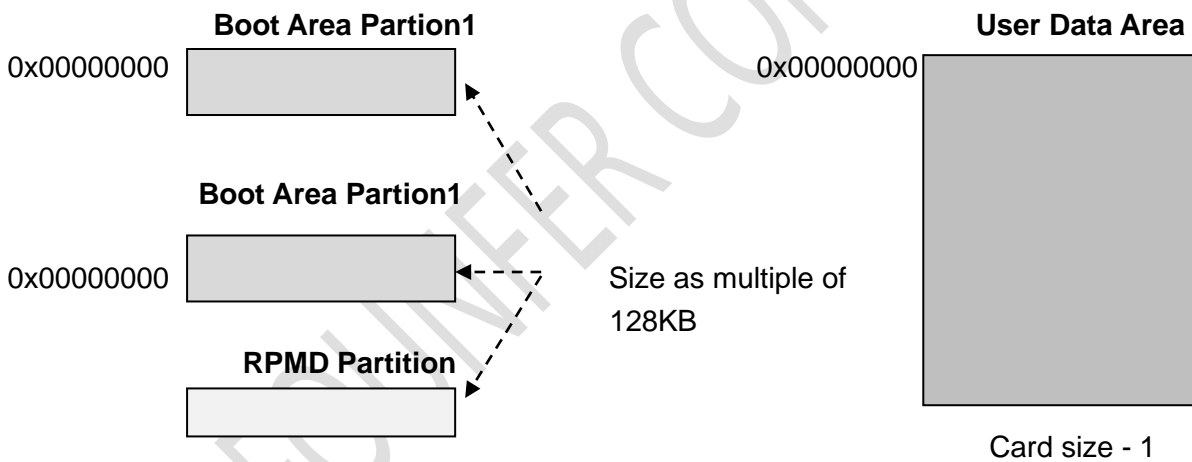 Boot Area Partion1
0x00000000
Boot Area Partion1
0x00000000
RPMD Partition
Size as multiple of
128KB
User Data Area
0x00000000
Card size - 1